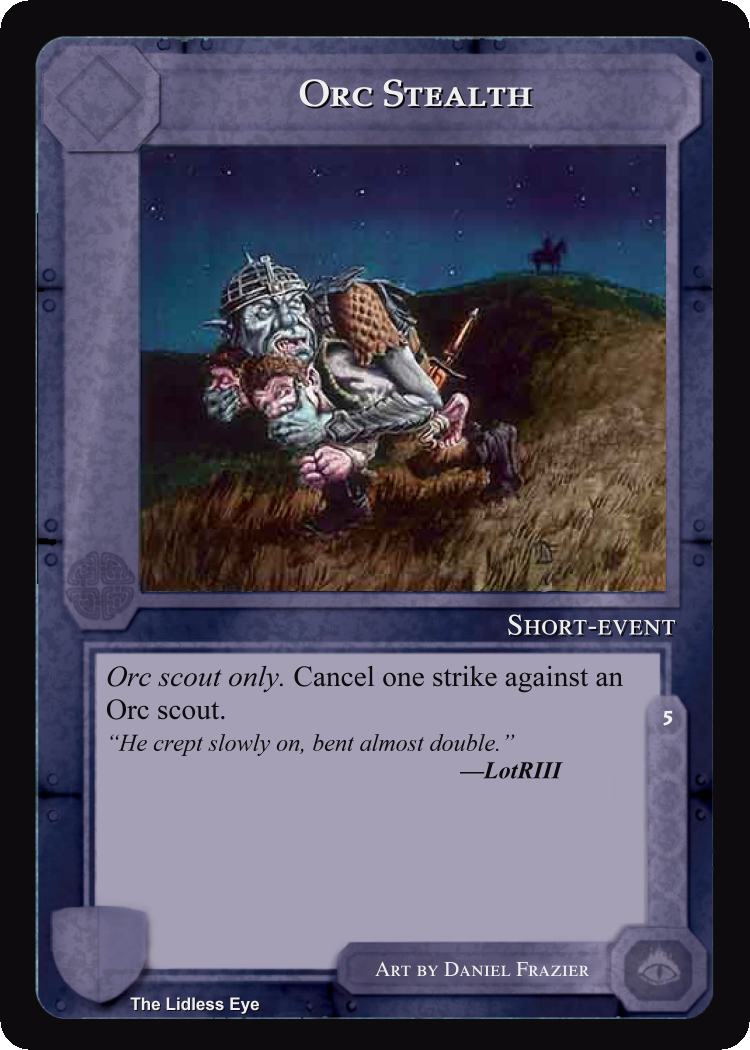 Orc Stealth
Short-event
Orc scout only. Cancel one strike against an
Orc scout.
“He crept slowly on, bent almost double.”
—LotRIII
5
Art by Daniel Frazier
The Lidless Eye